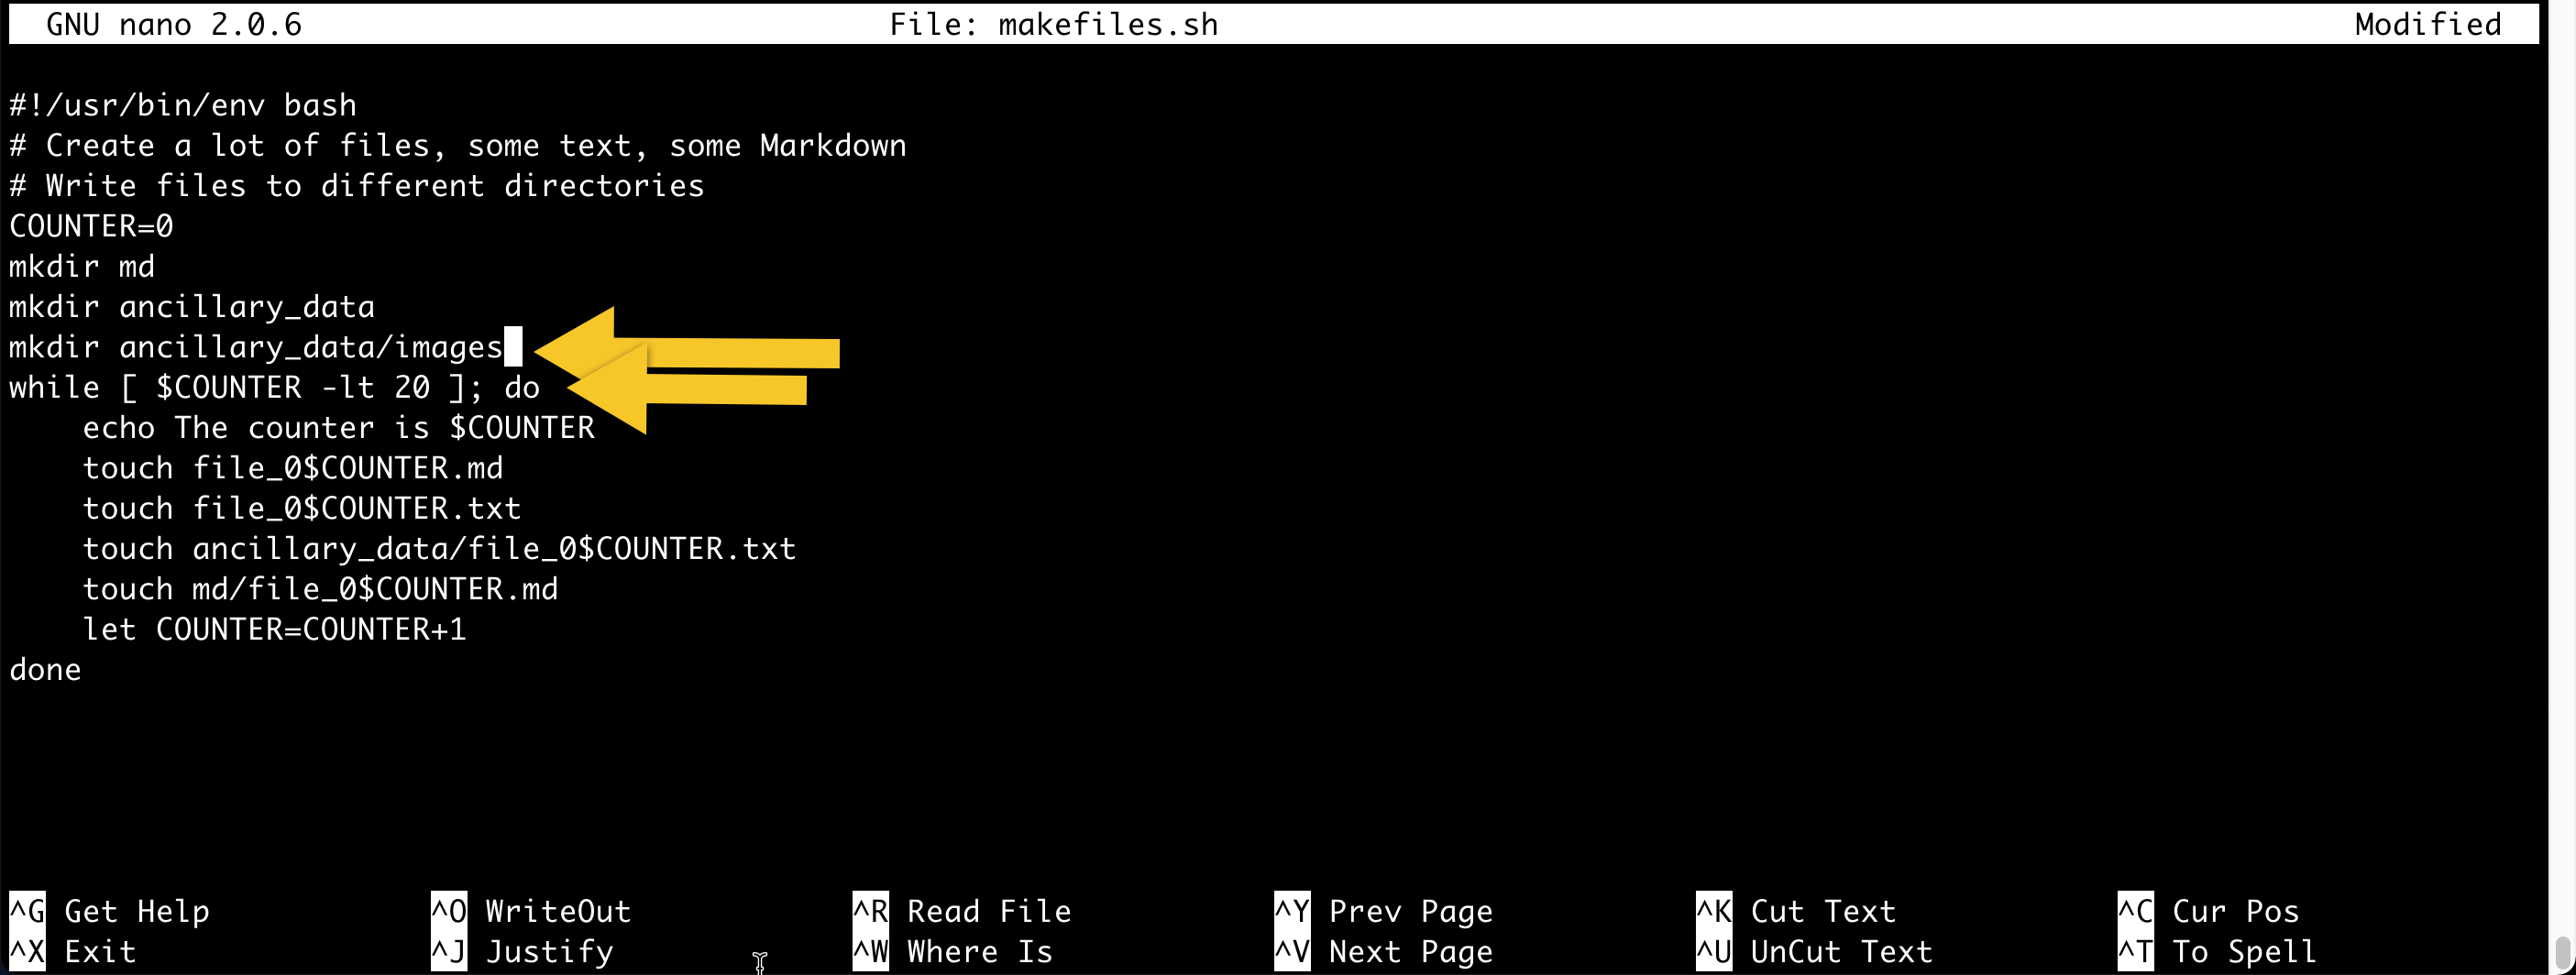 GNU nano 2.0.6 File: makefiles.sh Modified
#!/usr/bin/env bash
# Create a lot of files, some text, some Markdown
# Write files to different directories
COUNTER=0
mkdir md
mkdir ancillary_data
mkdir ancillary_data/images
while [ $COUNTER -lt 20 ]; do
    echo The counter is $COUNTER
    touch file_0$COUNTER.md
    touch file_0$COUNTER.txt
    touch ancillary_data/file_0$COUNTER.txt
    touch md/file_0$COUNTER.md
    let COUNTER=COUNTER+1
done
^G Get Help ^O WriteOut ^R Read File ^Y Prev Page ^K Cut Text ^C Cur Pos
^X Exit ^J Justify ^W Where Is ^V Next Page ^U UnCut Text ^T To Spell